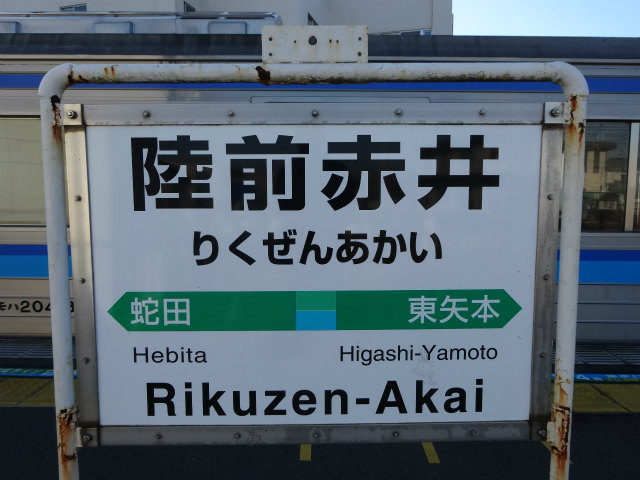 陸前赤井
りくぜんあかい
蛇田 東矢本
Hebita Higashi-Yamoto
Rikuzen-Akai